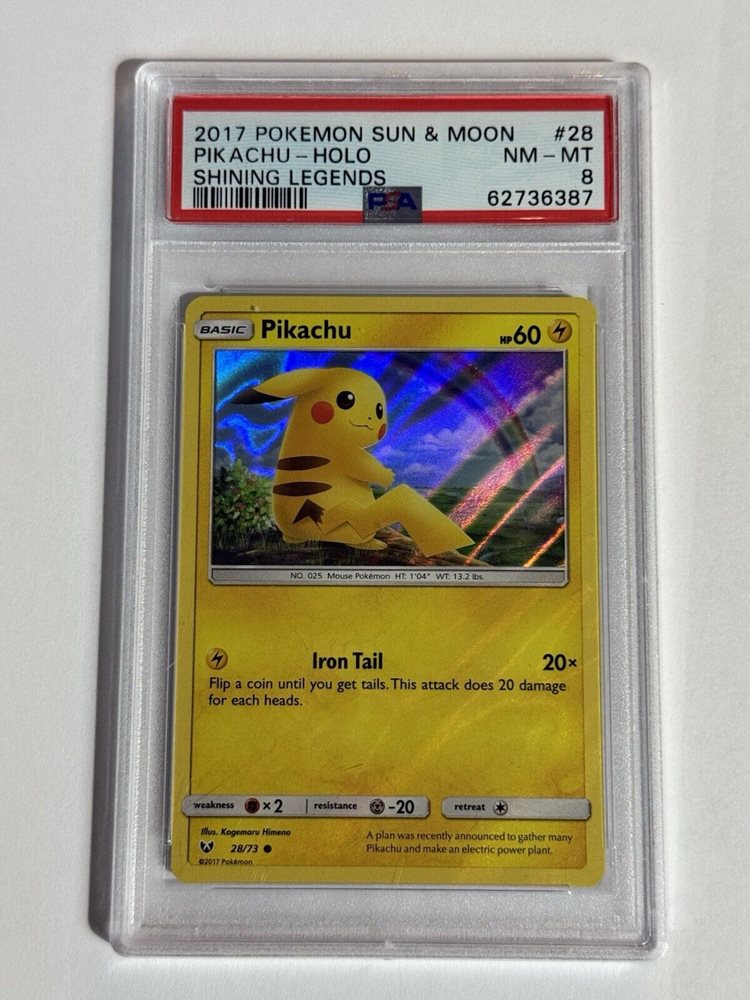 2017 POKEMON SUN & MOON #28
PIKACHU - HOLO NM - MT
SHINING LEGENDS 8
PSA 62736387
BASIC Pikachu HP60
NO. 025 Mouse Pokémon HT: 1'04" WT: 13.2 lbs.
Iron Tail 20×
Flip a coin until you get tails. This attack does 20 damage
for each heads.
weakness ×2 resistance -20 retreat
Illus. Kagemaru Himeno
28/73
©2017 Pokémon
A plan was recently announced to gather many
Pikachu and make an electric power plant.